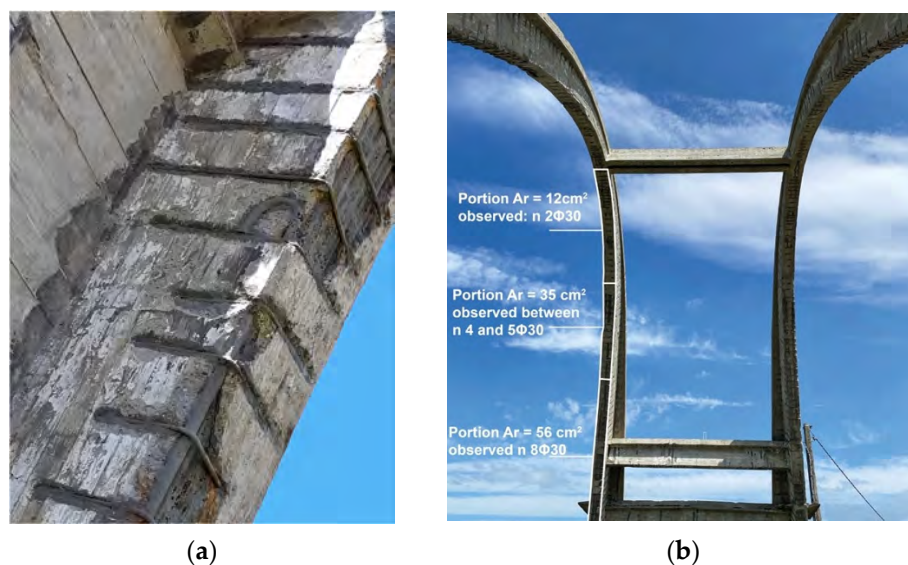 Portion Ar = 12cm²
observed: n 2Φ30
Portion Ar = 35 cm²
observed between
n 4 and 5Φ30
Portion Ar = 56 cm²
observed n 8Φ30
(a)
(b)